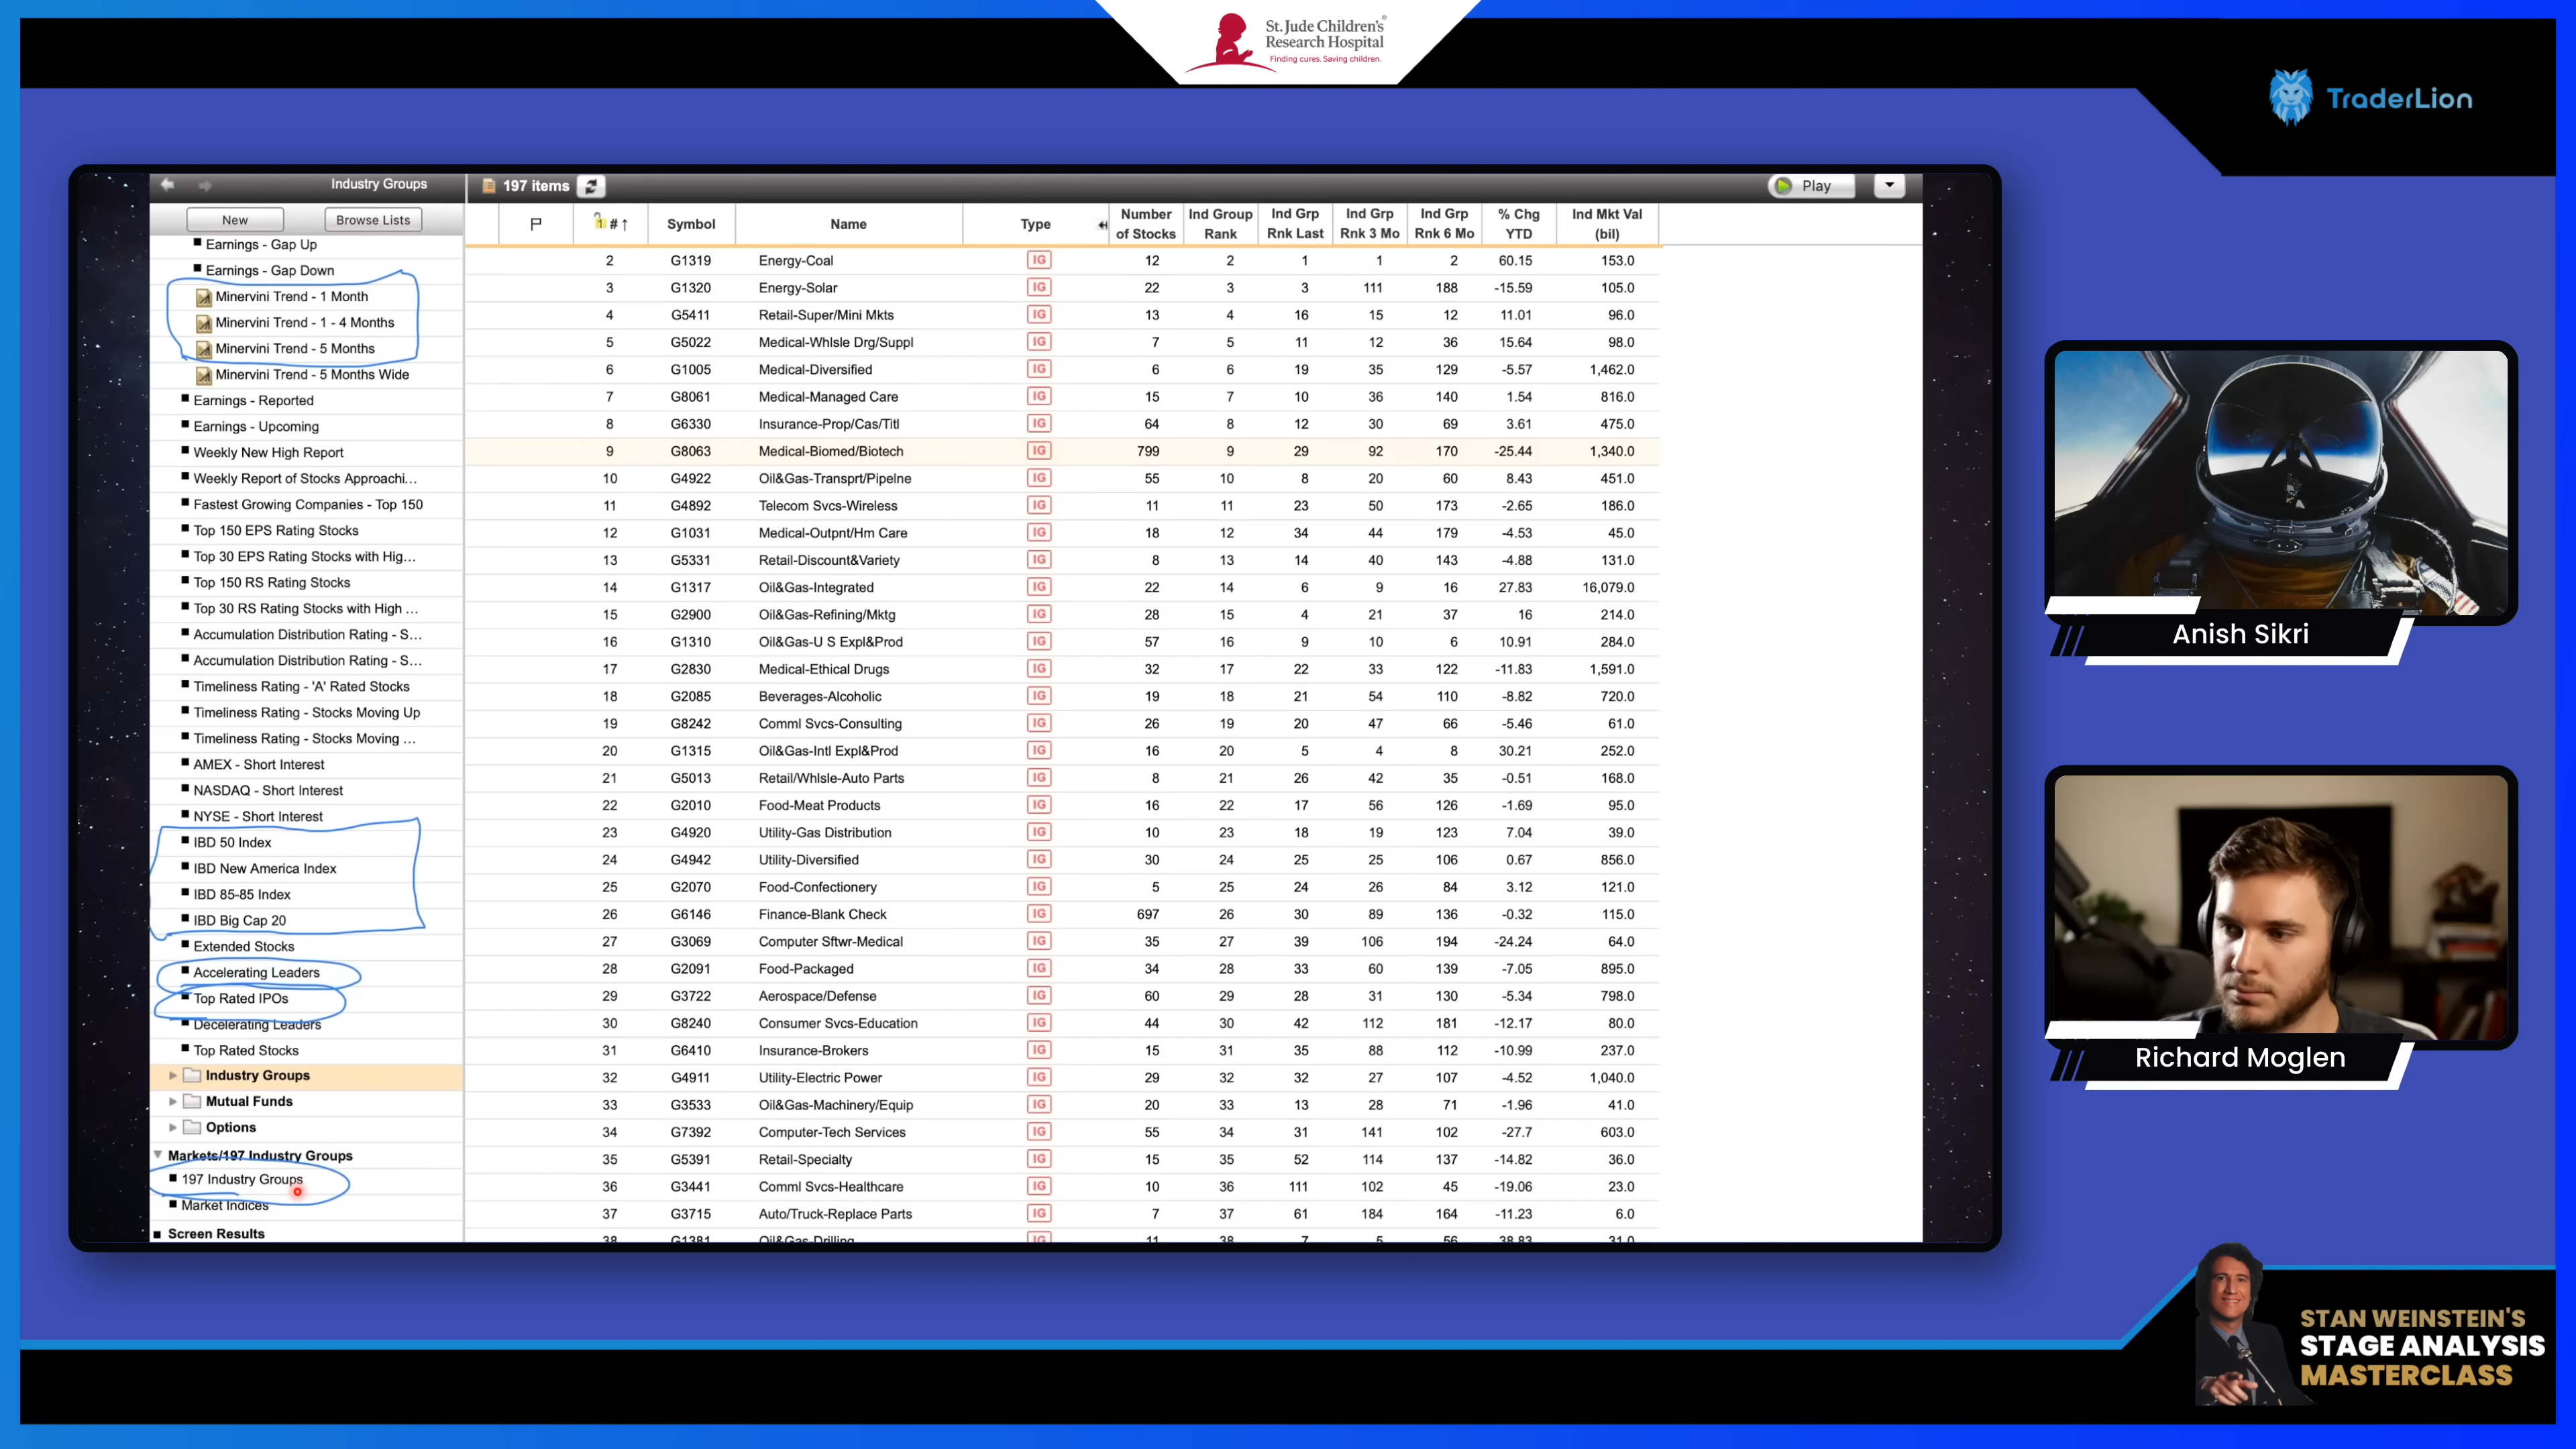 St. Jude Children's®
Research Hospital
Finding cures. Saving children.
TraderLion
Industry Groups
197 items
Play
New
Browse Lists
Earnings - Gap Up
Earnings - Gap Down
Minervini Trend - 1 Month
Minervini Trend - 1 - 4 Months
Minervini Trend - 5 Months
Minervini Trend - 5 Months Wide
Earnings - Reported
Earnings - Upcoming
Weekly New High Report
Weekly Report of Stocks Approachi...
Fastest Growing Companies - Top 150
Top 150 EPS Rating Stocks
Top 30 EPS Rating Stocks with Hig...
Top 150 RS Rating Stocks
Top 30 RS Rating Stocks with High ...
Accumulation Distribution Rating - S...
Accumulation Distribution Rating - S...
Timeliness Rating - 'A' Rated Stocks
Timeliness Rating - Stocks Moving Up
Timeliness Rating - Stocks Moving ...
AMEX - Short Interest
NASDAQ - Short Interest
NYSE - Short Interest
IBD 50 Index
IBD New America Index
IBD 85-85 Index
IBD Big Cap 20
Extended Stocks
Accelerating Leaders
Top Rated IPOs
Decelerating Leaders
Top Rated Stocks
Industry Groups
Mutual Funds
Options
Markets/197 Industry Groups
197 Industry Groups
Market Indices
Screen Results
# ↑ Symbol Name Type Number of Stocks Ind Group Rank Ind Grp Rnk Last Ind Grp Rnk 3 Mo Ind Grp Rnk 6 Mo % Chg YTD Ind Mkt Val (bil)
2 G1319 Energy-Coal IG 12 2 1 1 2 60.15 153.0
3 G1320 Energy-Solar IG 22 3 3 111 188 -15.59 105.0
4 G5411 Retail-Super/Mini Mkts IG 13 4 16 15 12 11.01 96.0
5 G5022 Medical-Whlsle Drg/Suppl IG 7 5 11 12 36 15.64 98.0
6 G1005 Medical-Diversified IG 6 6 19 35 129 -5.57 1,462.0
7 G8061 Medical-Managed Care IG 15 7 10 36 140 1.54 816.0
8 G6330 Insurance-Prop/Cas/Titl IG 64 8 12 30 69 3.61 475.0
9 G8063 Medical-Biomed/Biotech IG 799 9 29 92 170 -25.44 1,340.0
10 G4922 Oil&Gas-Transprt/Pipelne IG 55 10 8 20 60 8.43 451.0
11 G4892 Telecom Svcs-Wireless IG 11 11 23 50 173 -2.65 186.0
12 G1031 Medical-Outpnt/Hm Care IG 18 12 34 44 179 -4.53 45.0
13 G5331 Retail-Discount&Variety IG 8 13 14 40 143 -4.88 131.0
14 G1317 Oil&Gas-Integrated IG 22 14 6 9 16 27.83 16,079.0
15 G2900 Oil&Gas-Refining/Mktg IG 28 15 4 21 37 16 214.0
16 G1310 Oil&Gas-U S Expl&Prod IG 57 16 9 10 6 10.91 284.0
17 G2830 Medical-Ethical Drugs IG 32 17 22 33 122 -11.83 1,591.0
18 G2085 Beverages-Alcoholic IG 19 18 21 54 110 -8.82 720.0
19 G8242 Comml Svcs-Consulting IG 26 19 20 47 66 -5.46 61.0
20 G1315 Oil&Gas-Intl Expl&Prod IG 16 20 5 4 8 30.21 252.0
21 G5013 Retail/Whlsle-Auto Parts IG 8 21 26 42 35 -0.51 168.0
22 G2010 Food-Meat Products IG 16 22 17 56 126 -1.69 95.0
23 G4920 Utility-Gas Distribution IG 10 23 18 19 123 7.04 39.0
24 G4942 Utility-Diversified IG 30 24 25 25 106 0.67 856.0
25 G2070 Food-Confectionery IG 5 25 24 26 84 3.12 121.0
26 G6146 Finance-Blank Check IG 697 26 30 89 136 -0.32 115.0
27 G3069 Computer Sftwr-Medical IG 35 27 39 106 194 -24.24 64.0
28 G2091 Food-Packaged IG 34 28 33 60 139 -7.05 895.0
29 G3722 Aerospace/Defense IG 60 29 28 31 130 -5.34 798.0
30 G8240 Consumer Svcs-Education IG 44 30 42 112 181 -12.17 80.0
31 G6410 Insurance-Brokers IG 15 31 35 88 112 -10.99 237.0
32 G4911 Utility-Electric Power IG 29 32 32 27 107 -4.52 1,040.0
33 G3533 Oil&Gas-Machinery/Equip IG 20 33 13 28 71 -1.96 41.0
34 G7392 Computer-Tech Services IG 55 34 31 141 102 -27.7 603.0
35 G5391 Retail-Specialty IG 15 35 52 114 137 -14.82 36.0
36 G3441 Comml Svcs-Healthcare IG 10 36 111 102 45 -19.06 23.0
37 G3715 Auto/Truck-Replace Parts IG 7 37 61 184 164 -11.23 6.0
38 G1381 Oil&Gas-Drilling IG 11 38 7 5 56 38.83 31.0
Anish Sikri
Richard Moglen
STAN WEINSTEIN'S
STAGE ANALYSIS
MASTERCLASS